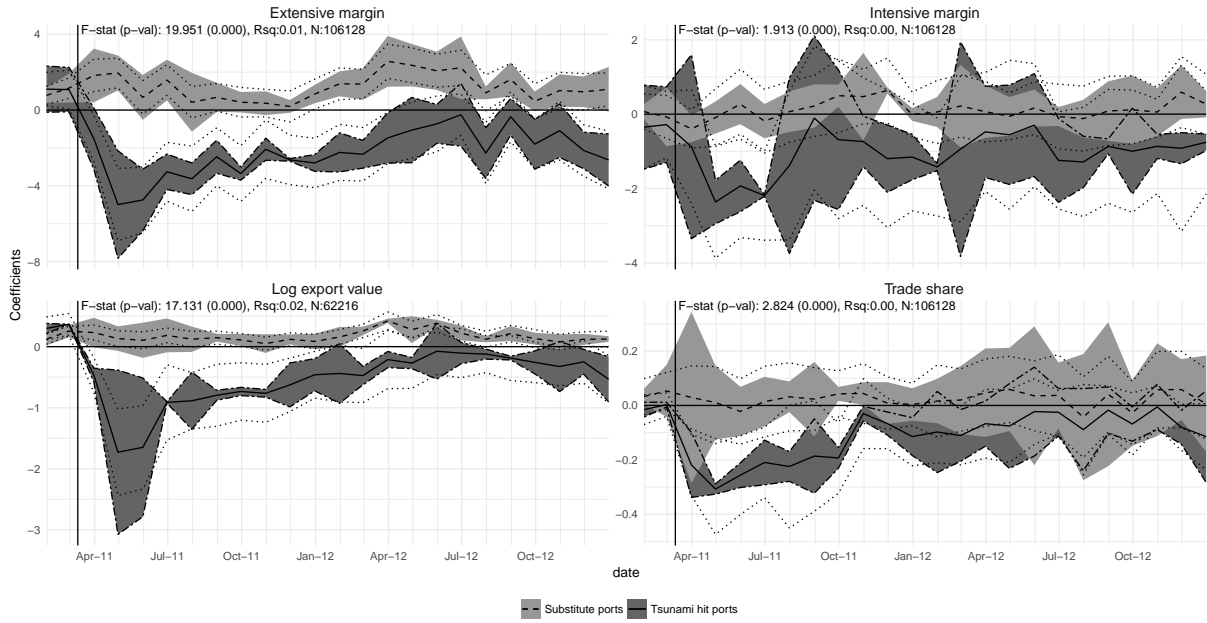 Extensive margin
F−stat (p−val): 19.951 (0.000), Rsq:0.01, N:106128
4
0
−4
−8
Intensive margin
F−stat (p−val): 1.913 (0.000), Rsq:0.00, N:106128
2
0
−2
−4
Coefficients
Log export value
F−stat (p−val): 17.131 (0.000), Rsq:0.02, N:62216
0
−1
−2
−3
Apr−11 Jul−11 Oct−11 Jan−12 Apr−12 Jul−12 Oct−12
Trade share
F−stat (p−val): 2.824 (0.000), Rsq:0.00, N:106128
0.2
0.0
−0.2
−0.4
Apr−11 Jul−11 Oct−11 Jan−12 Apr−12 Jul−12 Oct−12
date
Substitute ports Tsunami hit ports